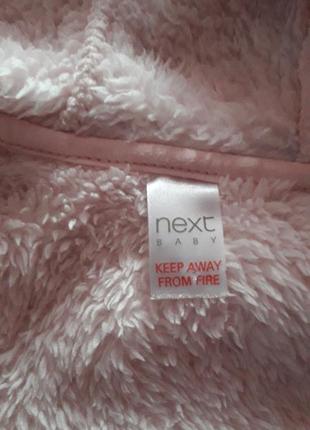 next
BABY
KEEP AWAY
FROM FIRE